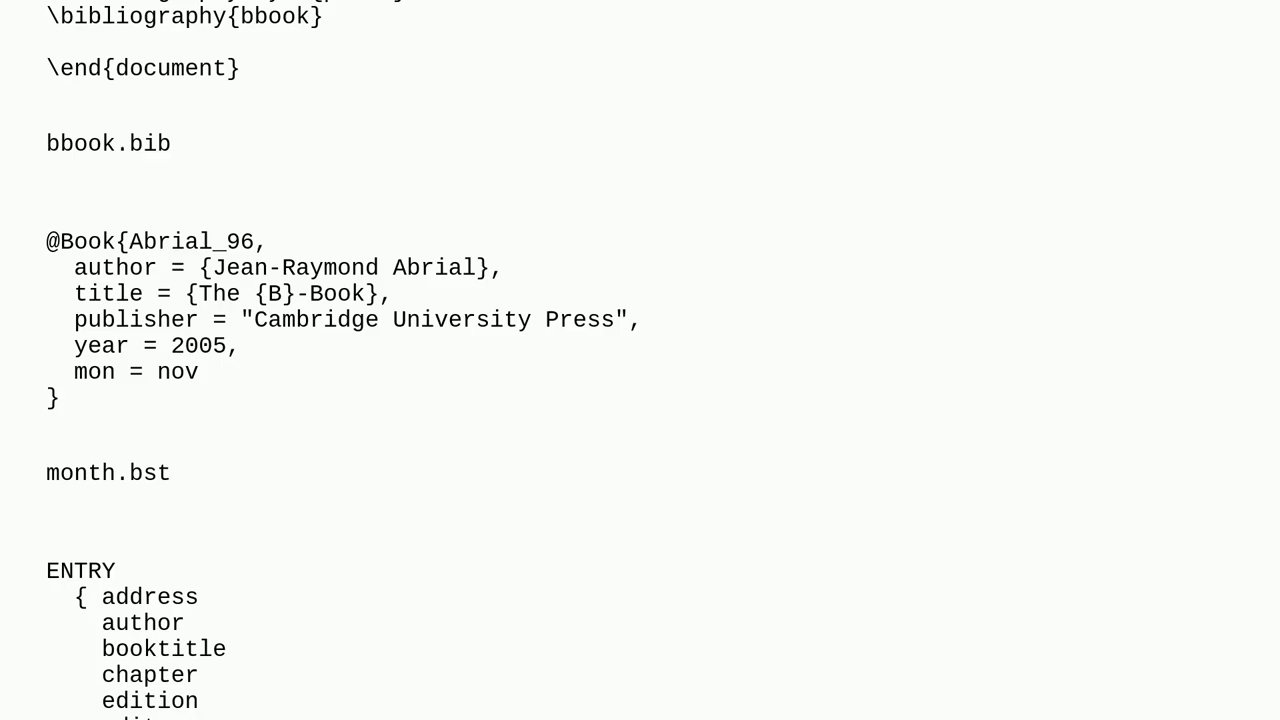 \bibliography{bbook}
\end{document}
bbook.bib
@Book{Abrial_96,
  author = {Jean-Raymond Abrial},
  title = {The {B}-Book},
  publisher = "Cambridge University Press",
  year = 2005,
  mon = nov
}
month.bst
ENTRY
  { address
    author
    booktitle
    chapter
    edition